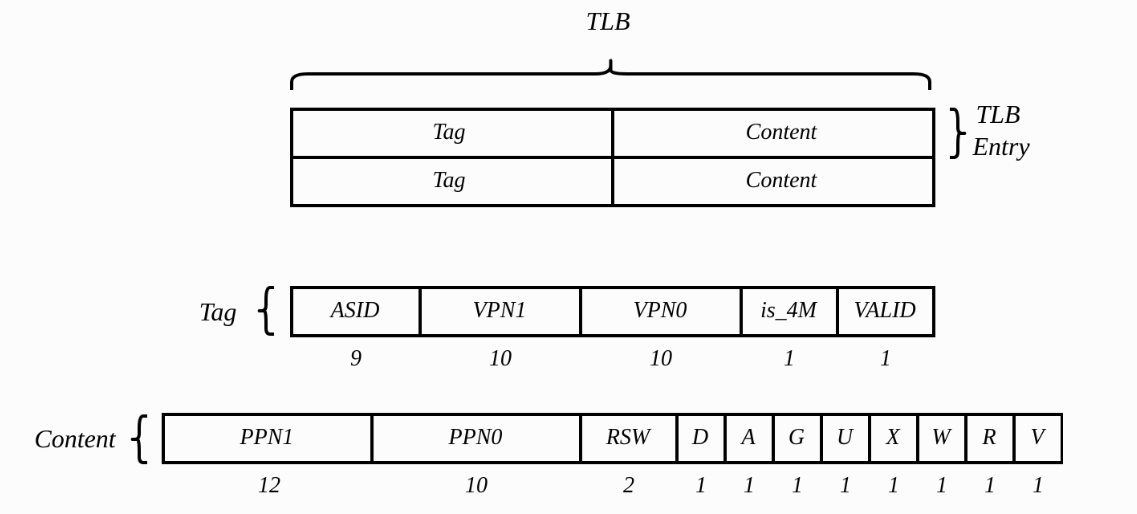 TLB
Tag Content
TLB
Entry
Tag Content
Tag ASID VPN1 VPN0 is_4M VALID
9 10 10 1 1
Content PPN1 PPN0 RSW D A G U X W R V
12 10 2 1 1 1 1 1 1 1 1